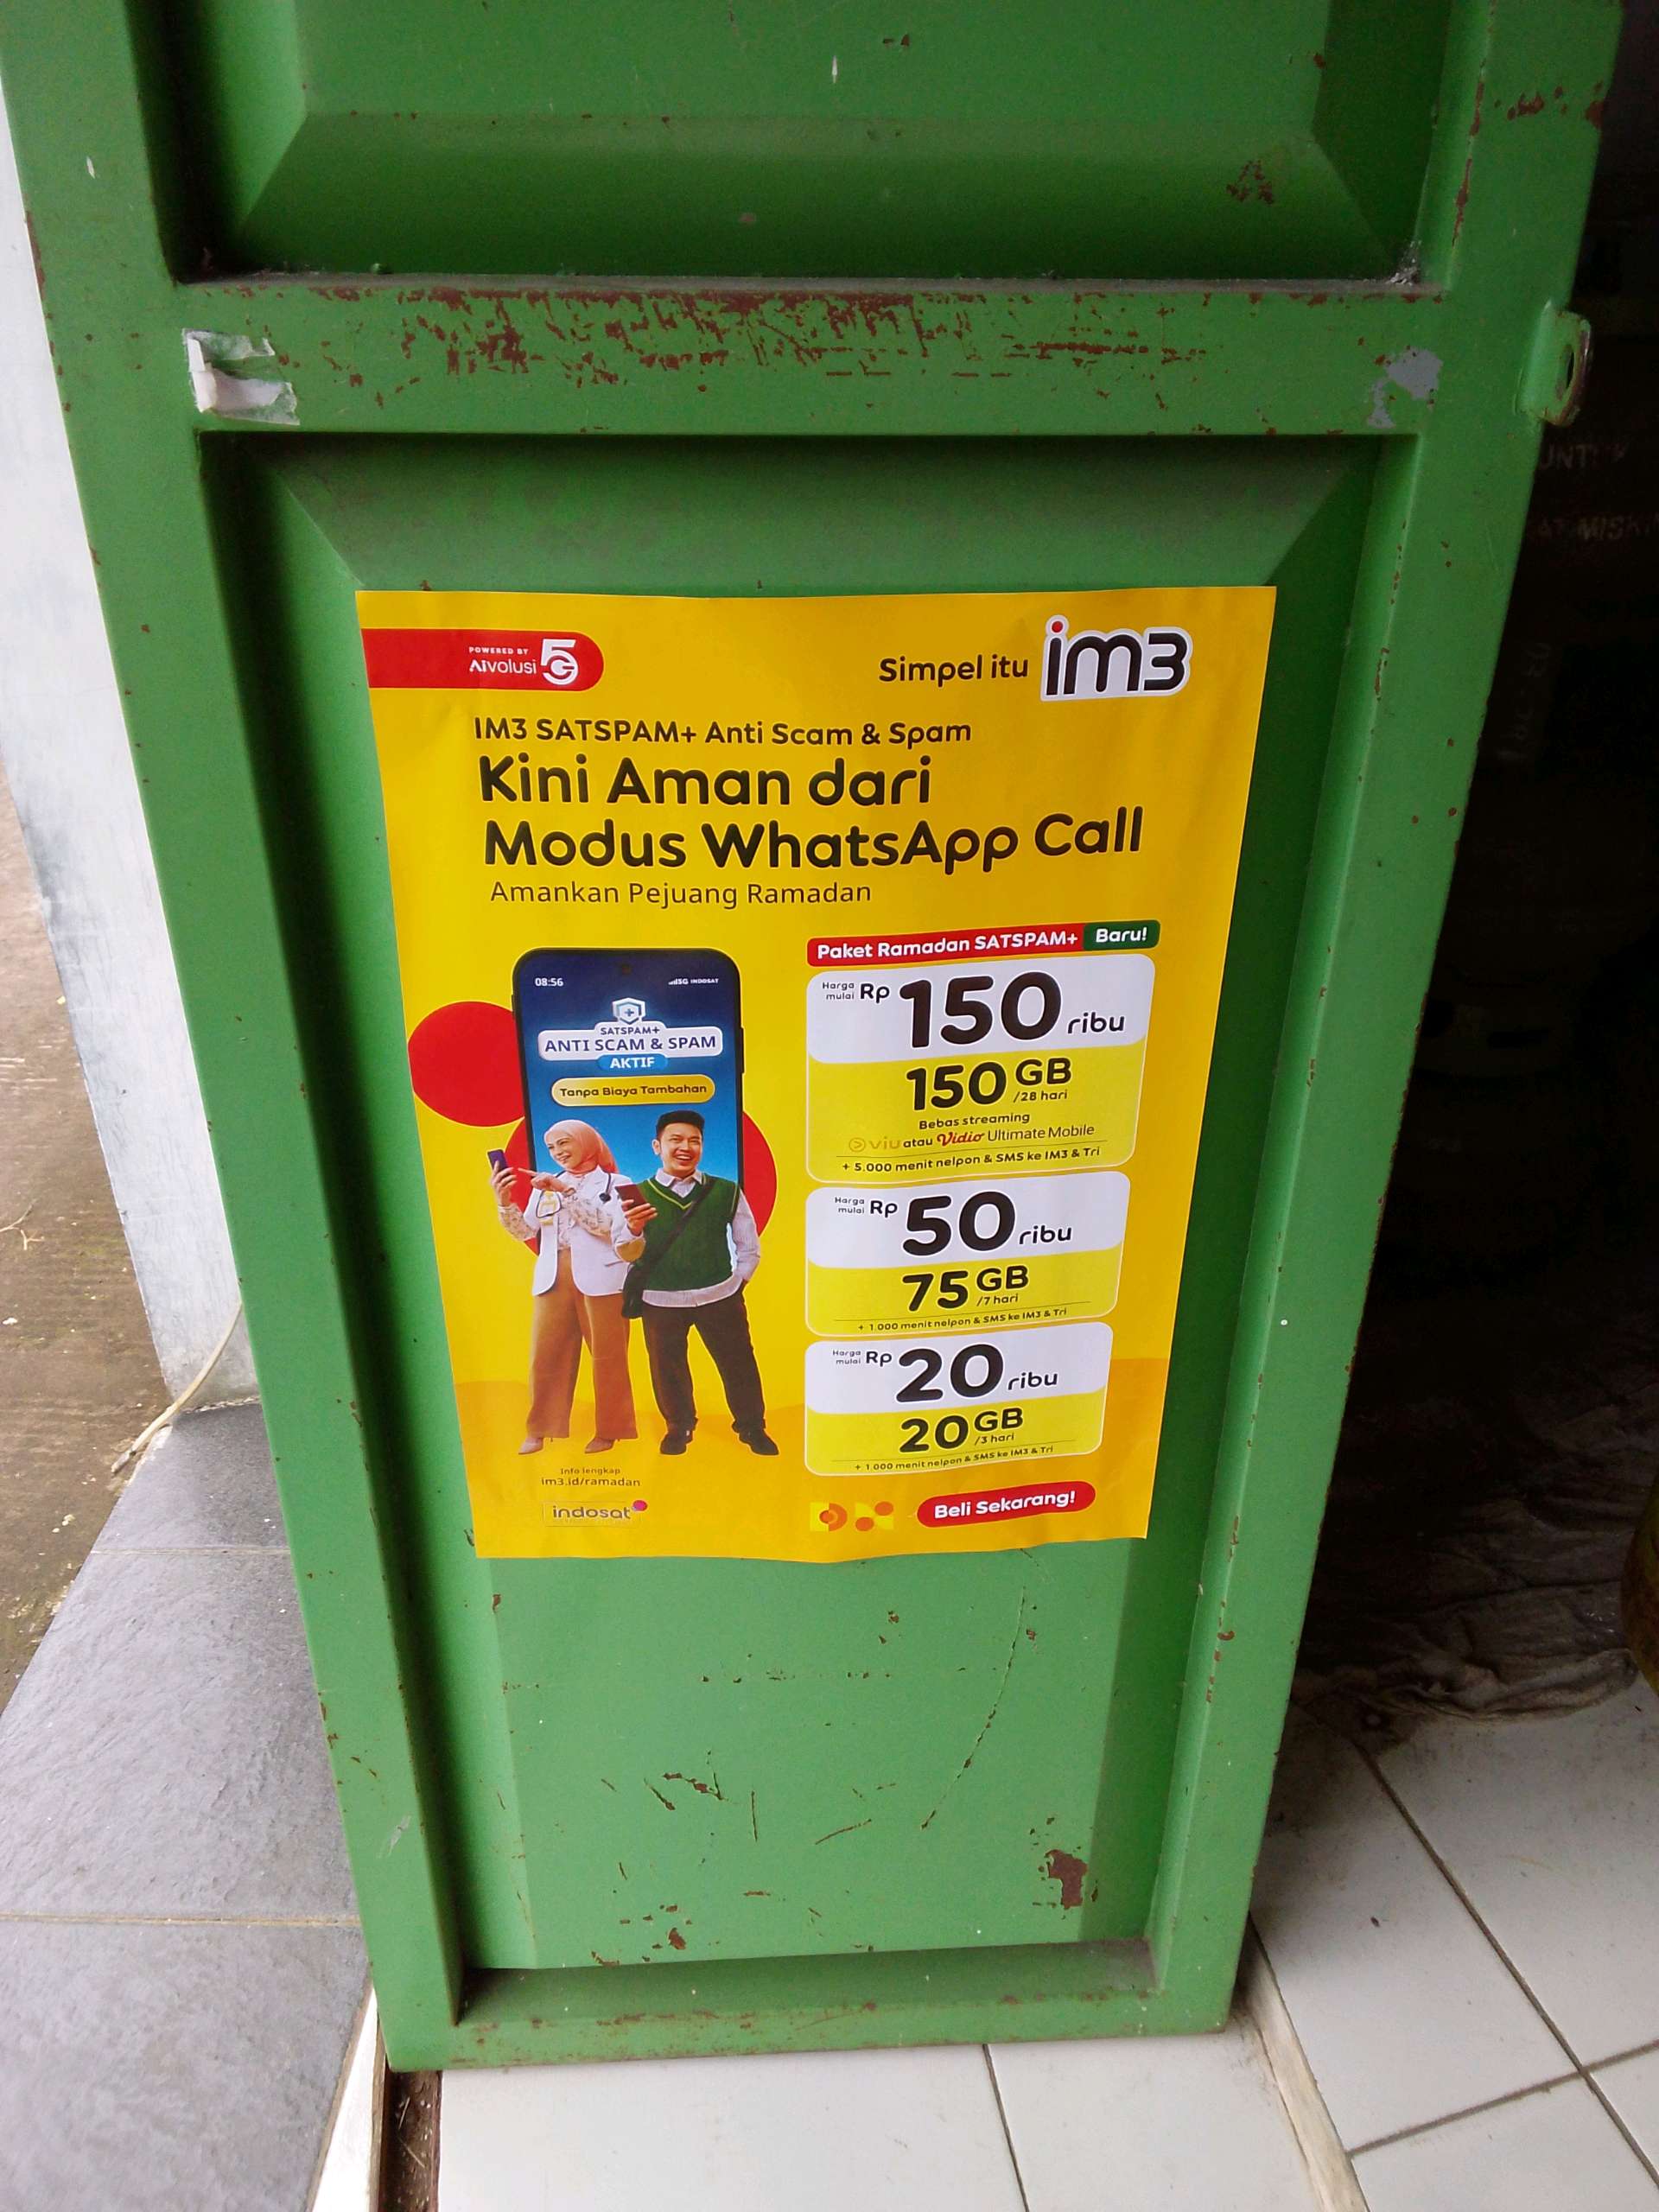 POWERED BY
AIvolusi 5G
Simpel itu im3
IM3 SATSPAM+ Anti Scam & Spam
Kini Aman dari
Modus WhatsApp Call
Amankan Pejuang Ramadan
08:56
5G INDOSAT
SATSPAM+
ANTI SCAM & SPAM
AKTIF
Tanpa Biaya Tambahan
Info lengkap
im3.id/ramadan
indosat
Paket Ramadan SATSPAM+ Baru!
Harga mulai Rp 150 ribu
150 GB /28 hari
Bebas streaming
viu atau Vidio Ultimate Mobile
+ 5.000 menit nelpon & SMS ke IM3 & Tri
Harga mulai Rp 50 ribu
75 GB /7 hari
+ 1.000 menit nelpon & SMS ke IM3 & Tri
Harga mulai Rp 20 ribu
20 GB /3 hari
+ 1.000 menit nelpon & SMS ke IM3 & Tri
Beli Sekarang!